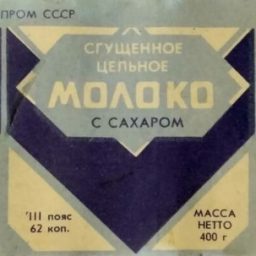 ПРОМ СССР
СГУЩЕННОЕ
ЦЕЛЬНОЕ
МОЛОКО
С САХАРОМ
III пояс
62 коп.
МАССА
НЕТТО
400 г